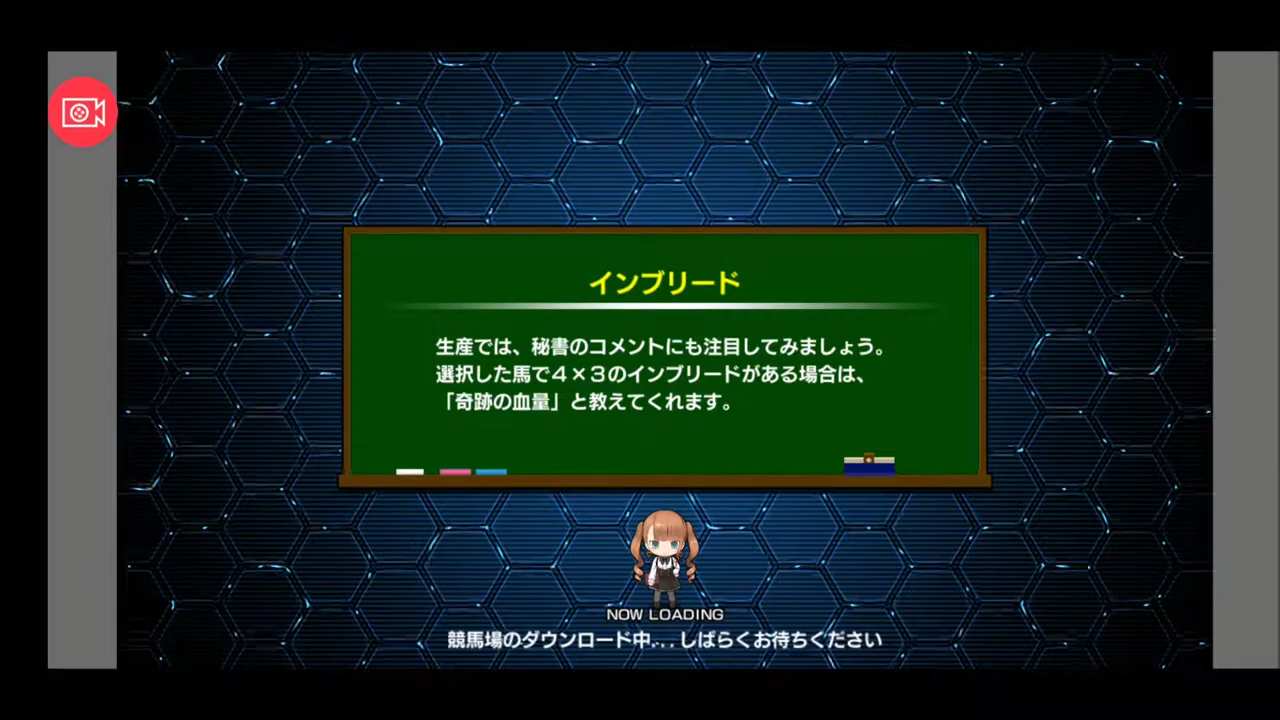 インブリード
生産では、秘書のコメントにも注目してみましょう。
選択した馬で4×3のインブリードがある場合は、
「奇跡の血量」と教えてくれます。
NOW LOADING
競馬場のダウンロード中...しばらくお待ちください